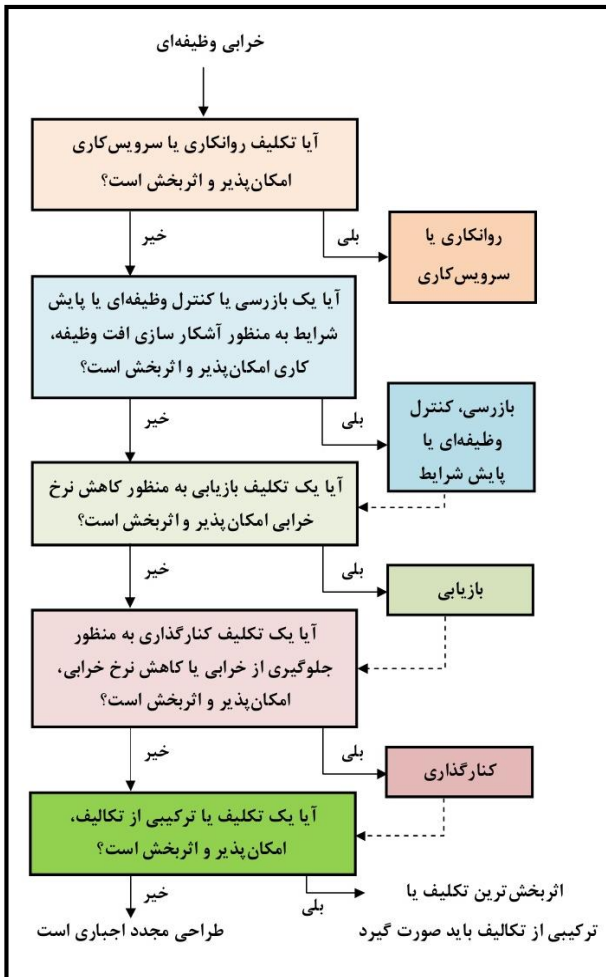 خرابی وظیفه‌ای
آیا تکلیف روانکاری یا سرویس‌کاری
امکان‌پذیر و اثربخش است؟
خیر
بلی
روانکاری یا
سرویس‌کاری
آیا یک بازرسی یا کنترل وظیفه‌ای یا پایش
شرایط به منظور آشکار سازی افت وظیفه،
کاری امکان‌پذیر و اثربخش است؟
خیر
بلی
بازرسی، کنترل
وظیفه‌ای یا
پایش شرایط
آیا یک تکلیف بازیابی به منظور کاهش نرخ
خرابی امکان‌پذیر و اثربخش است؟
خیر
بلی
بازیابی
آیا یک تکلیف کنارگذاری به منظور
جلوگیری از خرابی یا کاهش نرخ خرابی،
امکان‌پذیر و اثربخش است؟
خیر
بلی
کنارگذاری
آیا یک تکلیف یا ترکیبی از تکالیف،
امکان‌پذیر و اثربخش است؟
خیر
بلی
اثربخش‌ترین تکلیف یا
ترکیبی از تکالیف باید صورت گیرد
طراحی مجدد اجباری است